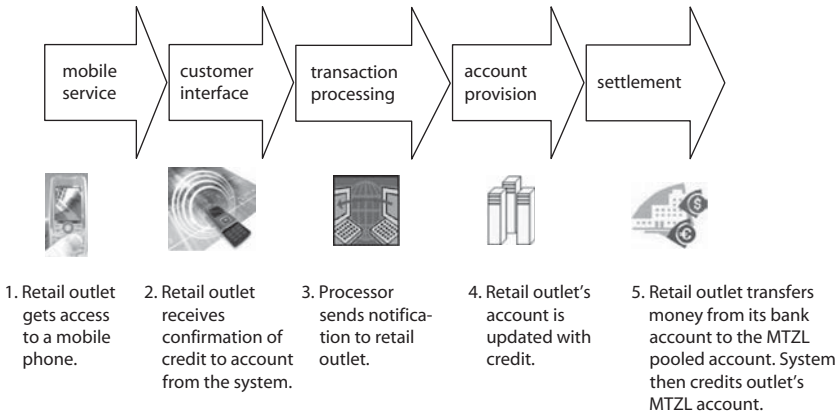 mobile
service
customer
interface
transaction
processing
account
provision
settlement
$
€
1. Retail outlet
gets access
to a mobile
phone.
2. Retail outlet
receives
confirmation of
credit to account
from the system.
3. Processor
sends notifica-
tion to retail
outlet.
4. Retail outlet's
account is
updated with
credit.
5. Retail outlet transfers
money from its bank
account to the MTZL
pooled account. System
then credits outlet's
MTZL account.